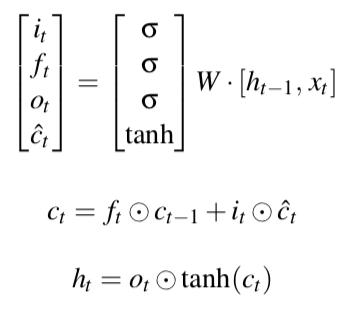 [i_t f_t o_t ĉ_t] = [σ σ σ tanh] W · [h_{t−1}, x_t]
c_t = f_t ⊙ c_{t−1} + i_t ⊙ ĉ_t
h_t = o_t ⊙ tanh(c_t)